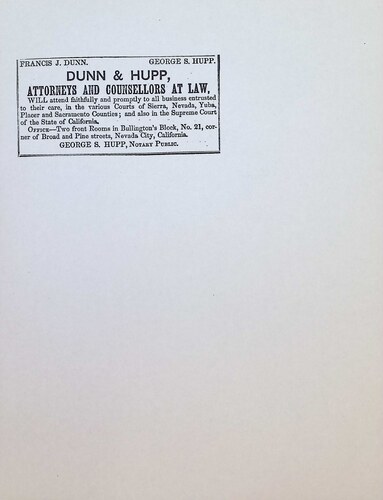 FRANCIS J. DUNN. GEORGE S. HUPP.
DUNN & HUPP,
ATTORNEYS AND COUNSELLORS AT LAW,
WILL attend faithfully and promptly to all business entrusted
to their care, in the various Courts of Sierra, Nevada, Yuba,
Placer and Sacramento Counties; and also in the Supreme Court
of the State of California.
OFFICE—Two front Rooms in Bullington's Block, No. 21, cor-
ner of Broad and Pine streets, Nevada City, California.
GEORGE S. HUPP, NOTARY PUBLIC.